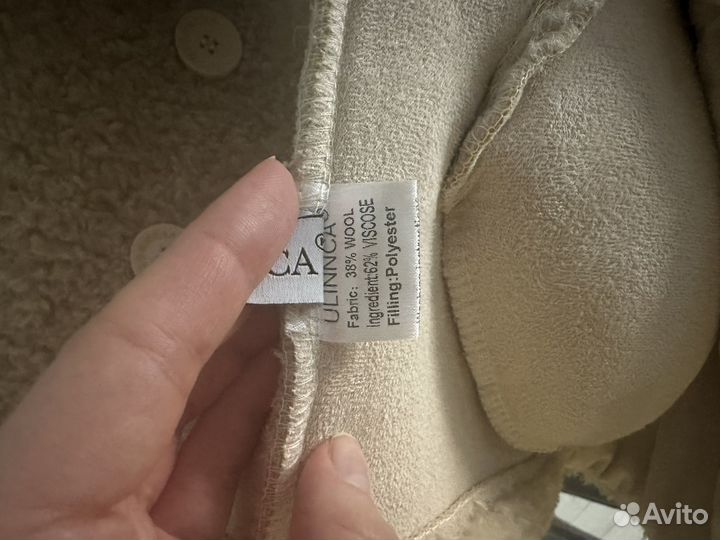 CA
ULINNCA
Fabric: 38% WOOL
Ingredient:62% VISCOSE
Filling:Polyester
Avito